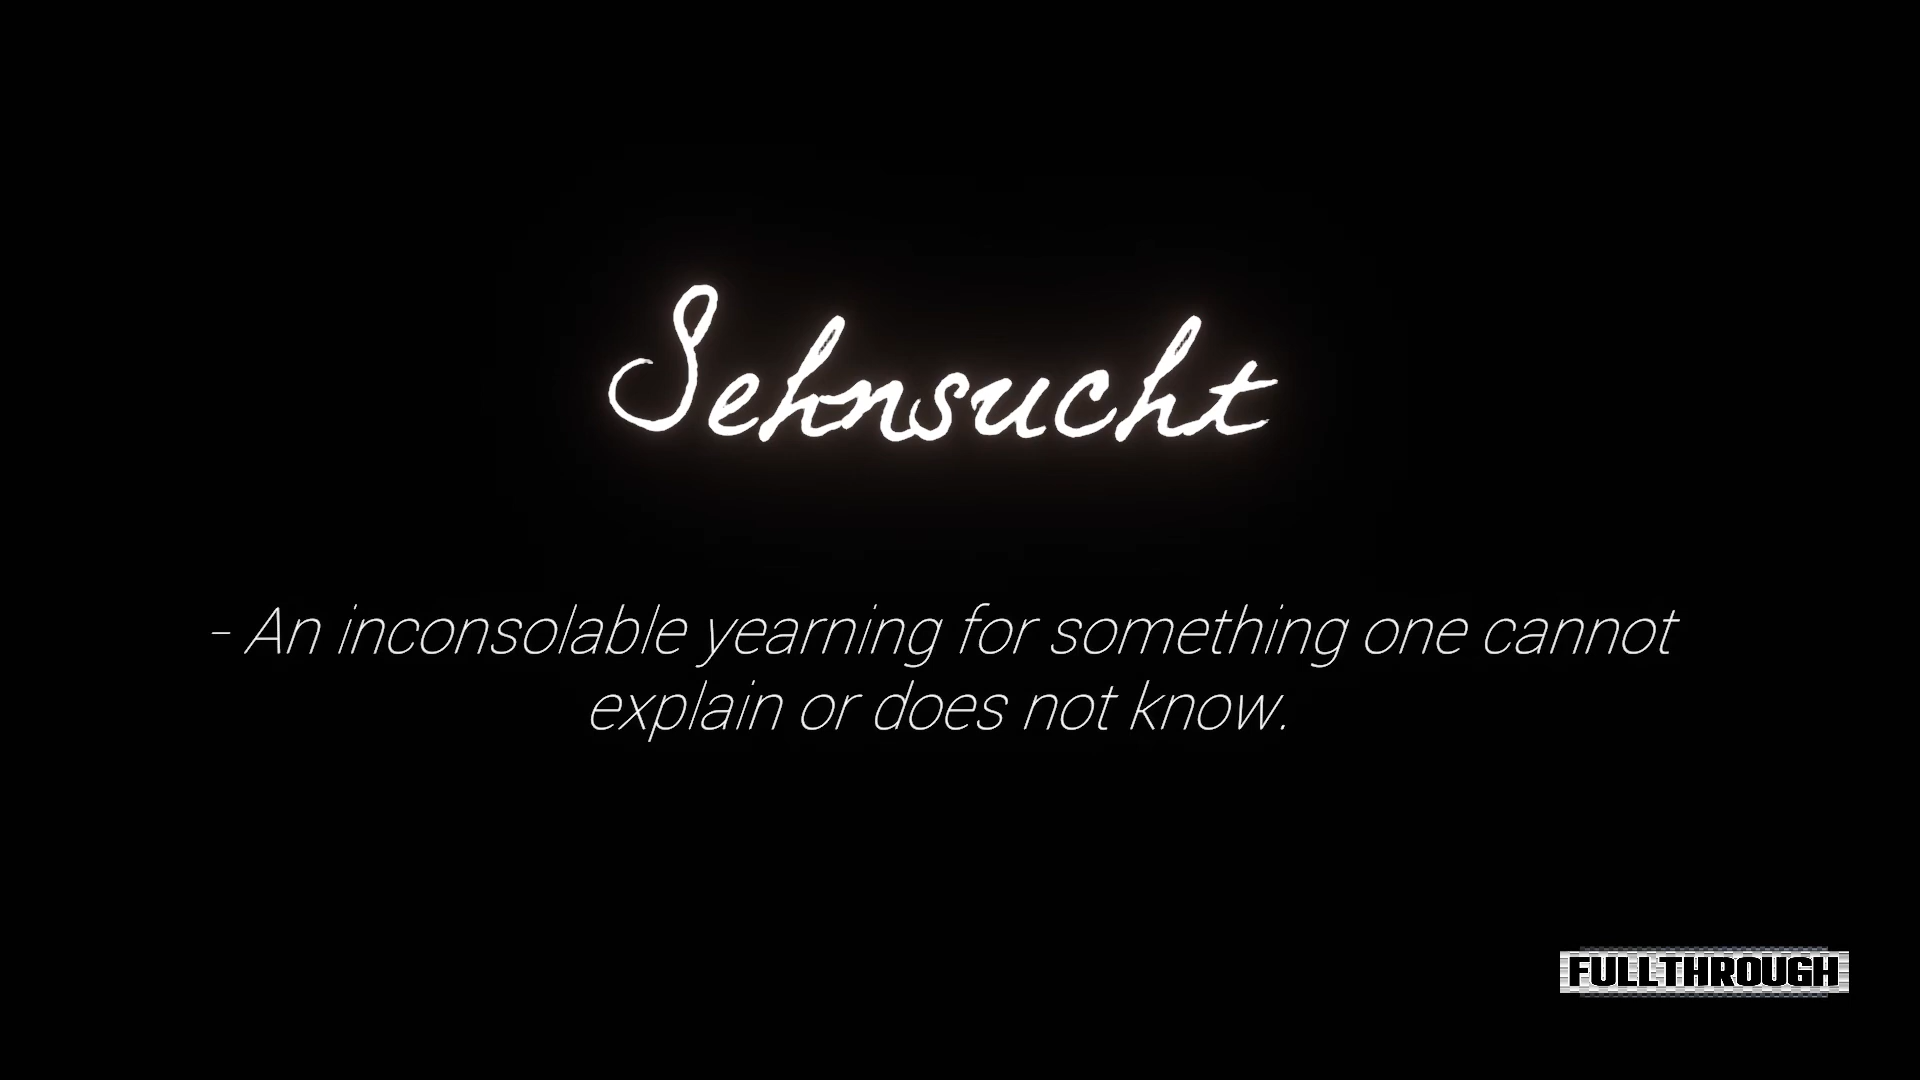 Sehnsucht
- An inconsolable yearning for something one cannot
explain or does not know.
FULLTHROUGH